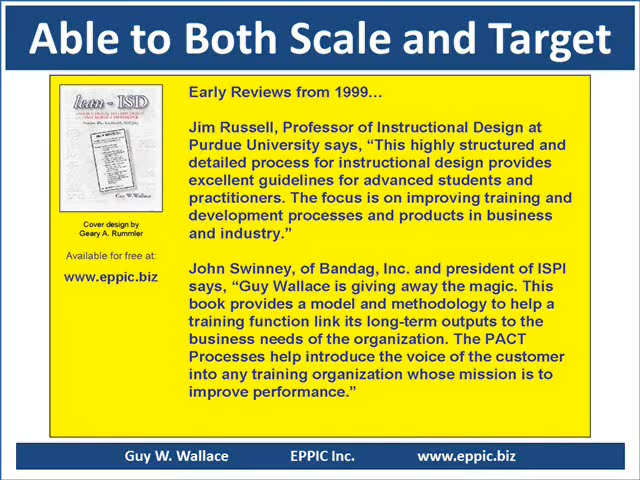 Able to Both Scale and Target
lean - ISD
Guy W. Wallace
Cover design by
Geary A. Rummler
Available for free at:
www.eppic.biz
Early Reviews from 1999…
Jim Russell, Professor of Instructional Design at
Purdue University says, “This highly structured and
detailed process for instructional design provides
excellent guidelines for advanced students and
practitioners. The focus is on improving training and
development processes and products in business
and industry.”
John Swinney, of Bandag, Inc. and president of ISPI
says, “Guy Wallace is giving away the magic. This
book provides a model and methodology to help a
training function link its long-term outputs to the
business needs of the organization. The PACT
Processes help introduce the voice of the customer
into any training organization whose mission is to
improve performance.”
Guy W. Wallace EPPIC Inc. www.eppic.biz